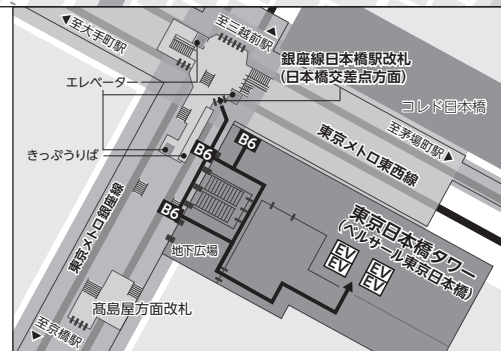 ◀至大手町駅
至三越前駅▶
銀座線日本橋駅改札
(日本橋交差点方面)
エレベーター
コレド日本橋
至茅場町駅▶
東京メトロ東西線
きっぷうりば
B6
B6
B6
東京メトロ銀座線
東京日本橋タワー
(ベルサール東京日本橋)
地下広場
EV
EV
EV
EV
髙島屋方面改札
◀至京橋駅